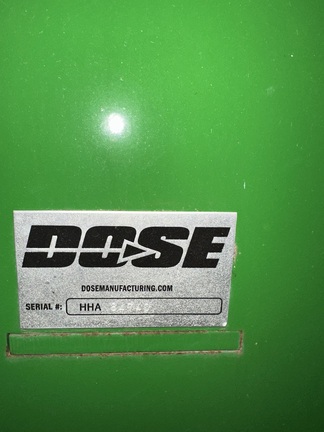 DOSE
DOSEMANUFACTURING.COM
SERIAL #: HHA